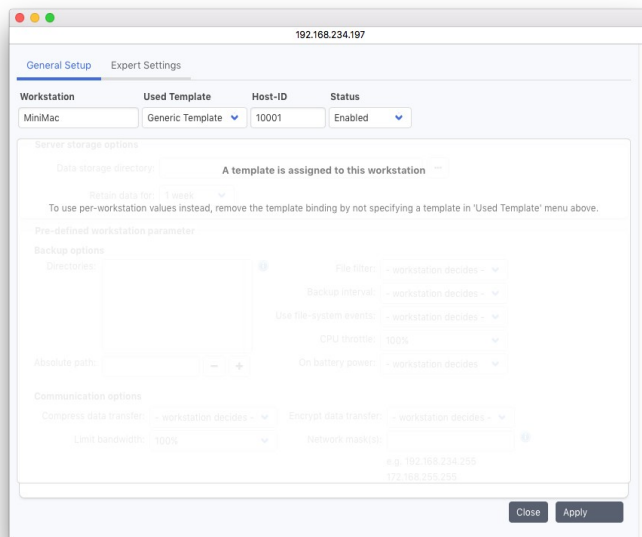 192.168.234.197
General Setup Expert Settings
Workstation Used Template Host-ID Status
MiniMac Generic Template 10001 Enabled
Server storage options
Data storage directory:
A template is assigned to this workstation
Retain data for: 1 week
To use per-workstation values instead, remove the template binding by not specifying a template in 'Used Template' menu above.
Pre-defined workstation parameter
Backup options
Directories: File filter: - workstation decides -
Backup interval: - workstation decides -
Use file-system events: - workstation decides -
CPU throttle: 100%
Absolute path: - + On battery power: - workstation decides
Communication options
Compress data transfer: - workstation decides - Encrypt data transfer: - workstation decides -
Limit bandwidth: 100% Network mask(s):
e.g. 192.168.234.255
172.168.255.255
Close Apply